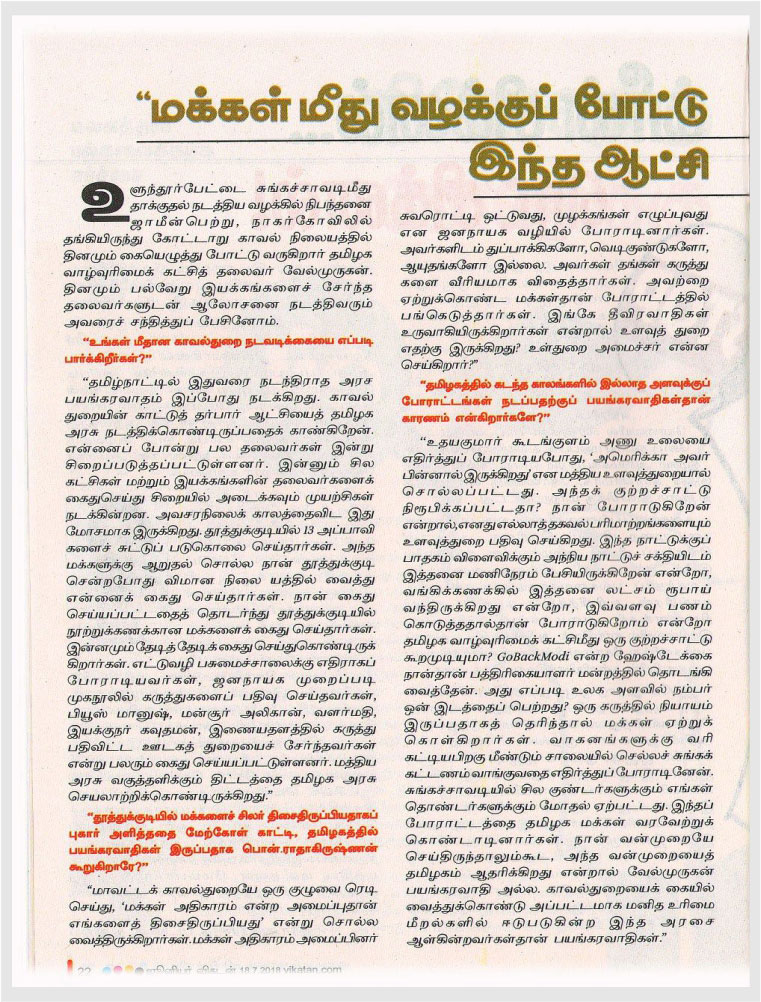 “மக்கள் மீது வழக்குப் போட்டு
இந்த ஆட்சி
உளுந்தூர்பேட்டை சுங்கச்சாவடிமீது
தாக்குதல் நடத்திய வழக்கில் நிபந்தனை
ஜாமீன்பெற்று, நாகர்கோவிலில்
தங்கியிருந்து கோட்டாறு காவல் நிலையத்தில்
தினமும் கையெழுத்து போட்டு வருகிறார் தமிழக
வாழ்வுரிமைக் கட்சித் தலைவர் வேல்முருகன்.
தினமும் பல்வேறு இயக்கங்களைச் சேர்ந்த
தலைவர்களுடன் ஆலோசனை நடத்திவரும்
அவரைச் சந்தித்துப் பேசினோம்.
“உங்கள் மீதான காவல்துறை நடவடிக்கையை எப்படி
பார்க்கிறீர்கள்?”
“தமிழ்நாட்டில் இதுவரை நடந்திராத அரச
பயங்கரவாதம் இப்போது நடக்கிறது. காவல்
துறையின் காட்டுத் தர்பார் ஆட்சியைத் தமிழக
அரசு நடத்திக்கொண்டிருப்பதைக் காண்கிறேன்.
என்னைப் போன்று பல தலைவர்கள் இன்று
சிறைப்படுத்தப்பட்டுள்ளனர். இன்னும் சில
கட்சிகள் மற்றும் இயக்கங்களின் தலைவர்களைக்
கைதுசெய்து சிறையில் அடைக்கவும் முயற்சிகள்
நடக்கின்றன. அவசரநிலைக் காலத்தைவிட இது
மோசமாக இருக்கிறது. தூத்துக்குடியில் 13 அப்பாவி
களைச் சுட்டுப் படுகொலை செய்தார்கள். அந்த
மக்களுக்கு ஆறுதல் சொல்ல நான் தூத்துக்குடி
சென்றபோது விமான நிலை யத்தில் வைத்து
என்னைக் கைது செய்தார்கள். நான் கைது
செய்யப்பட்டதைத் தொடர்ந்து தூத்துக்குடியில்
நூற்றுக்கணக்கான மக்களைக் கைது செய்தார்கள்.
இன்னமும் தேடித் தேடிக் கைது செய்துகொண்டிருக்
கிறார்கள். எட்டுவழி பசுமைச்சாலைக்கு எதிராகப்
போராடியவர்கள், ஜனநாயக முறைப்படி
முகநூலில் கருத்துகளைப் பதிவு செய்தவர்கள்,
பியூஸ் மானுஷ், மன்சூர் அலிகான், வளர்மதி,
இயக்குநர் கவுதமன், இணையதளத்தில் கருத்து
பதிவிட்ட ஊடகத் துறையைச் சேர்ந்தவர்கள்
என்று பலரும் கைது செய்யப்பட்டுள்ளனர். மத்திய
அரசு வகுத்தளிக்கும் திட்டத்தை தமிழக அரசு
செயலாற்றிக்கொண்டிருக்கிறது.”
“தூத்துக்குடியில் மக்களைச் சிலர் திசைதிருப்பியதாகப்
புகார் அளித்ததை மேற்கோள் காட்டி, தமிழகத்தில்
பயங்கரவாதிகள் இருப்பதாக பொன்.ராதாகிருஷ்ணன்
கூறுகிறாரே?”
“மாவட்டக் காவல்துறையே ஒரு குழுவை ரெடி
செய்து, ‘மக்கள் அதிகாரம் என்ற அமைப்புதான்
எங்களைத் திசைதிருப்பியது’ என்று சொல்ல
வைத்திருக்கிறார்கள். மக்கள் அதிகாரம் அமைப்பினர்
சுவரொட்டி ஒட்டுவது, முழக்கங்கள் எழுப்புவது
என ஜனநாயக வழியில் போராடினார்கள்.
அவர்களிடம் துப்பாக்கிகளோ, வெடிகுண்டுகளோ,
ஆயுதங்களோ இல்லை. அவர்கள் தங்கள் கருத்து
களை வீரியமாக விதைத்தார்கள். அவற்றை
ஏற்றுக்கொண்ட மக்கள்தான் போராட்டத்தில்
பங்கெடுத்தார்கள். இங்கே தீவிரவாதிகள்
உருவாகியிருக்கிறார்கள் என்றால் உளவுத் துறை
எதற்கு இருக்கிறது? உள்துறை அமைச்சர் என்ன
செய்கிறார்?”
“தமிழகத்தில் கடந்த காலங்களில் இல்லாத அளவுக்குப்
போராட்டங்கள் நடப்பதற்குப் பயங்கரவாதிகள்தான்
காரணம் என்கிறார்களே?”
“உதயகுமார் கூடங்குளம் அணு உலையை
எதிர்த்துப் போராடியபோது, ‘அமெரிக்கா அவர்
பின்னால் இருக்கிறது’ என மத்திய உளவுத்துறையால்
சொல்லப்பட்டது. அந்தக் குற்றச்சாட்டு
நிரூபிக்கப்பட்டதா? நான் போராடுகிறேன்
என்றால், எனது எல்லாத் தகவல் பரிமாற்றங்களையும்
உளவுத்துறை பதிவு செய்கிறது. இந்த நாட்டுக்குப்
பாதகம் விளைவிக்கும் அந்நிய நாட்டுச் சக்தியிடம்
இத்தனை மணிநேரம் பேசியிருக்கிறேன் என்றோ,
வங்கிக்கணக்கில் இத்தனை லட்சம் ரூபாய்
வந்திருக்கிறது என்றோ, இவ்வளவு பணம்
கொடுத்ததால்தான் போராடுகிறோம் என்றோ
தமிழக வாழ்வுரிமைக் கட்சிமீது ஒரு குற்றச்சாட்டு
கூறமுடியுமா? GoBackModi என்ற ஹேஷ்டேக்கை
நான்தான் பத்திரிகையாளர் மன்றத்தில் தொடங்கி
வைத்தேன். அது எப்படி உலக அளவில் நம்பர்
ஒன் இடத்தைப் பெற்றது? ஒரு கருத்தில் நியாயம்
இருப்பதாகத் தெரிந்தால் மக்கள் ஏற்றுக்
கொள்கிறார்கள். வாகனங்களுக்கு வரி
கட்டியபிறகு மீண்டும் சாலையில் செல்லச் சுங்கக்
கட்டணம் வாங்குவதை எதிர்த்துப் போராடினேன்.
சுங்கச்சாவடியில் சில குண்டர்களுக்கும் எங்கள்
தொண்டர்களுக்கும் மோதல் ஏற்பட்டது. இந்தப்
போராட்டத்தை தமிழக மக்கள் வரவேற்றுக்
கொண்டாடினார்கள். நான் வன்முறையே
செய்திருந்தாலும்கூட, அந்த வன்முறையைத்
தமிழகம் ஆதரிக்கிறது என்றால் வேல்முருகன்
பயங்கரவாதி அல்ல. காவல்துறையைக் கையில்
வைத்துக்கொண்டு அப்பட்டமாக மனித உரிமை
மீறல்களில் ஈடுபடுகின்ற இந்த அரசை
ஆள்கின்றவர்கள்தான் பயங்கரவாதிகள்.”
22 ஜூனியர் விகடன் 18.7.2018 vikatan.com